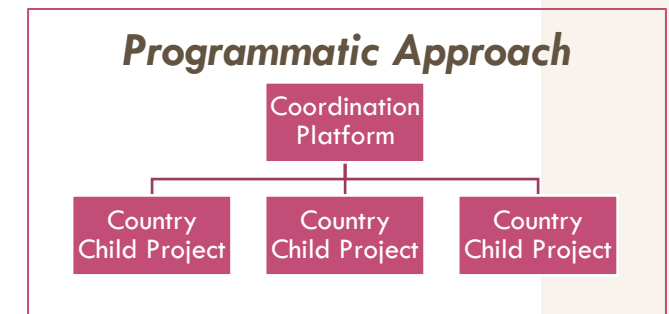 Programmatic Approach
Coordination
Platform
Country
Child Project
Country
Child Project
Country
Child Project